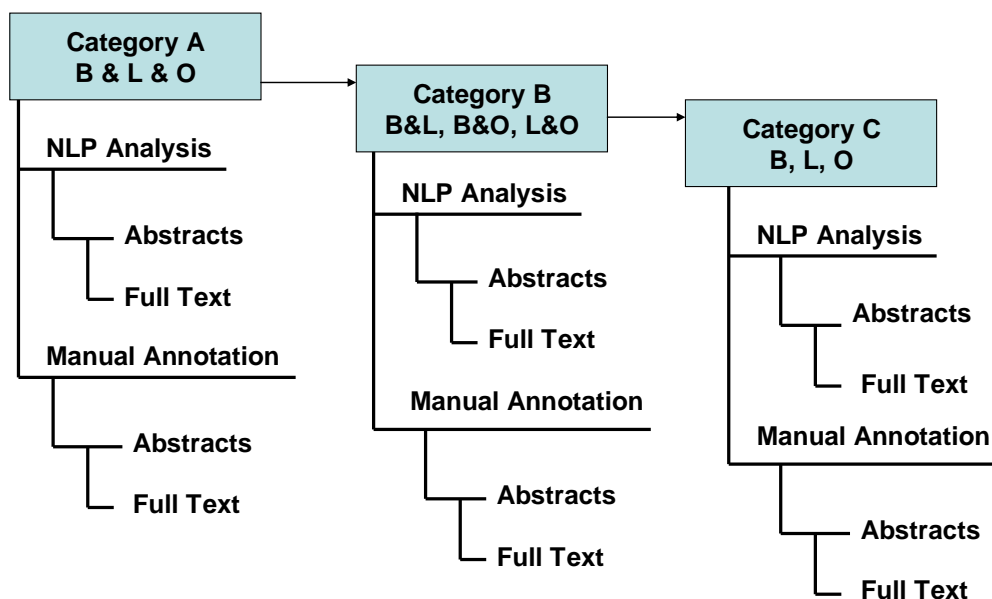 Category A
B & L & O
NLP Analysis
Abstracts
Full Text
Manual Annotation
Abstracts
Full Text
Category B
B&L, B&O, L&O
NLP Analysis
Abstracts
Full Text
Manual Annotation
Abstracts
Full Text
Category C
B, L, O
NLP Analysis
Abstracts
Full Text
Manual Annotation
Abstracts
Full Text